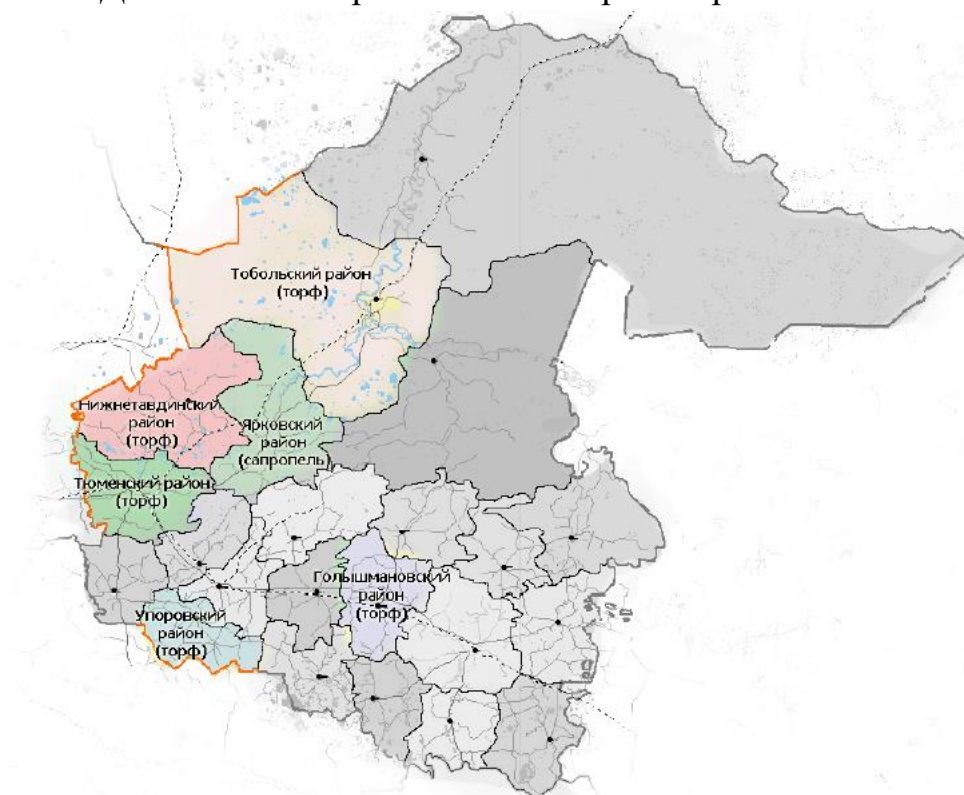 Тобольский район
(торф)
Нижнетавдинский
район
(торф)
Ярковский
район
(сапропель)
Тюменский район
(торф)
Голышмановский
район
(торф)
Упоровский
район
(торф)